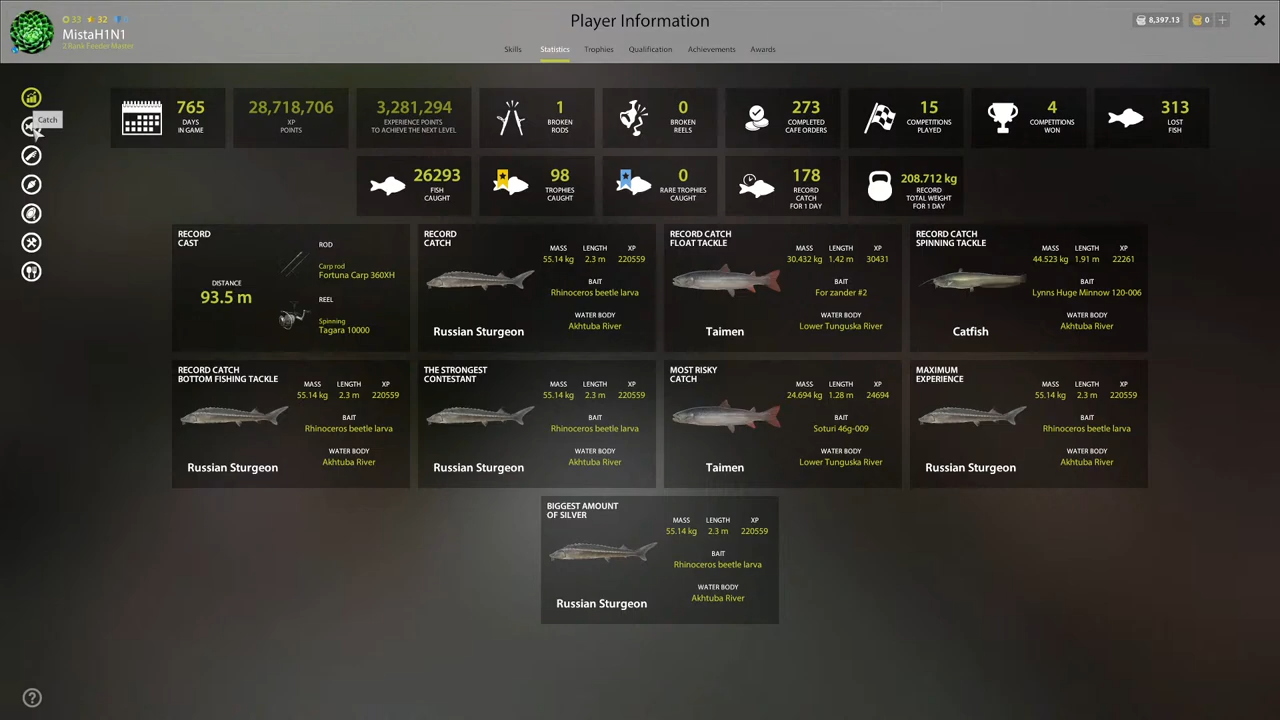 33 32
MistaH1N1
2 Rank Feeder Master
Player Information
8,397.13 0
Skills Statistics Trophies Qualification Achievements Awards
Catch
765
DAYS
IN GAME
28,718,706
XP
POINTS
3,281,294
EXPERIENCE POINTS
TO ACHIEVE THE NEXT LEVEL
1
BROKEN
RODS
0
BROKEN
REELS
273
COMPLETED
CAFE ORDERS
15
COMPETITIONS
PLAYED
4
COMPETITIONS
WON
313
LOST
FISH
26293
FISH
CAUGHT
98
TROPHIES
CAUGHT
0
RARE TROPHIES
CAUGHT
178
RECORD
CATCH
FOR 1 DAY
208.712 kg
RECORD
TOTAL WEIGHT
FOR 1 DAY
RECORD
CAST
DISTANCE
93.5 m
ROD
Carp rod
Fortuna Carp 360XH
REEL
Spinning
Tagara 10000
RECORD
CATCH
MASS LENGTH XP
55.14 kg 2.3 m 220559
BAIT
Rhinoceros beetle larva
WATER BODY
Akhtuba River
Russian Sturgeon
RECORD CATCH
FLOAT TACKLE
MASS LENGTH XP
30.432 kg 1.42 m 30431
BAIT
For zander #2
WATER BODY
Lower Tunguska River
Taimen
RECORD CATCH
SPINNING TACKLE
MASS LENGTH XP
44.523 kg 1.91 m 22261
BAIT
Lynns Huge Minnow 120-006
WATER BODY
Akhtuba River
Catfish
RECORD CATCH
BOTTOM FISHING TACKLE
MASS LENGTH XP
55.14 kg 2.3 m 220559
BAIT
Rhinoceros beetle larva
WATER BODY
Akhtuba River
Russian Sturgeon
THE STRONGEST
CONTESTANT
MASS LENGTH XP
55.14 kg 2.3 m 220559
BAIT
Rhinoceros beetle larva
WATER BODY
Akhtuba River
Russian Sturgeon
MOST RISKY
CATCH
MASS LENGTH XP
24.694 kg 1.28 m 24694
BAIT
Soturi 46g-009
WATER BODY
Lower Tunguska River
Taimen
MAXIMUM
EXPERIENCE
MASS LENGTH XP
55.14 kg 2.3 m 220559
BAIT
Rhinoceros beetle larva
WATER BODY
Akhtuba River
Russian Sturgeon
BIGGEST AMOUNT
OF SILVER
MASS LENGTH XP
55.14 kg 2.3 m 220559
BAIT
Rhinoceros beetle larva
WATER BODY
Akhtuba River
Russian Sturgeon